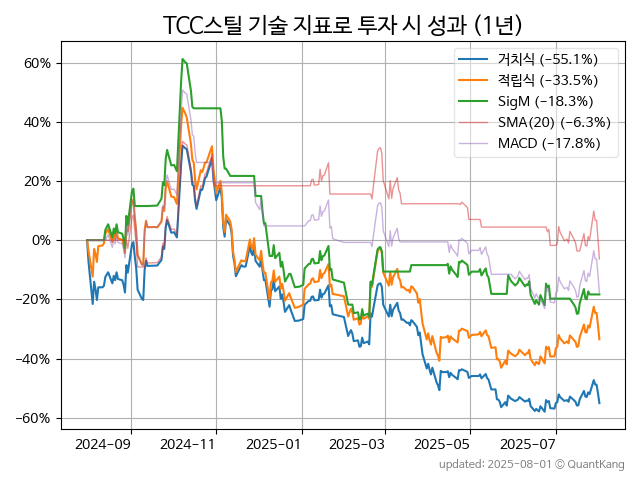 TCC스틸 기술 지표로 투자 시 성과 (1년)
거치식 (-55.1%)
적립식 (-33.5%)
SigM (-18.3%)
SMA(20) (-6.3%)
MACD (-17.8%)
60%
40%
20%
0%
-20%
-40%
-60%
2024-09 2024-11 2025-01 2025-03 2025-05 2025-07
updated: 2025-08-01 © QuantKang